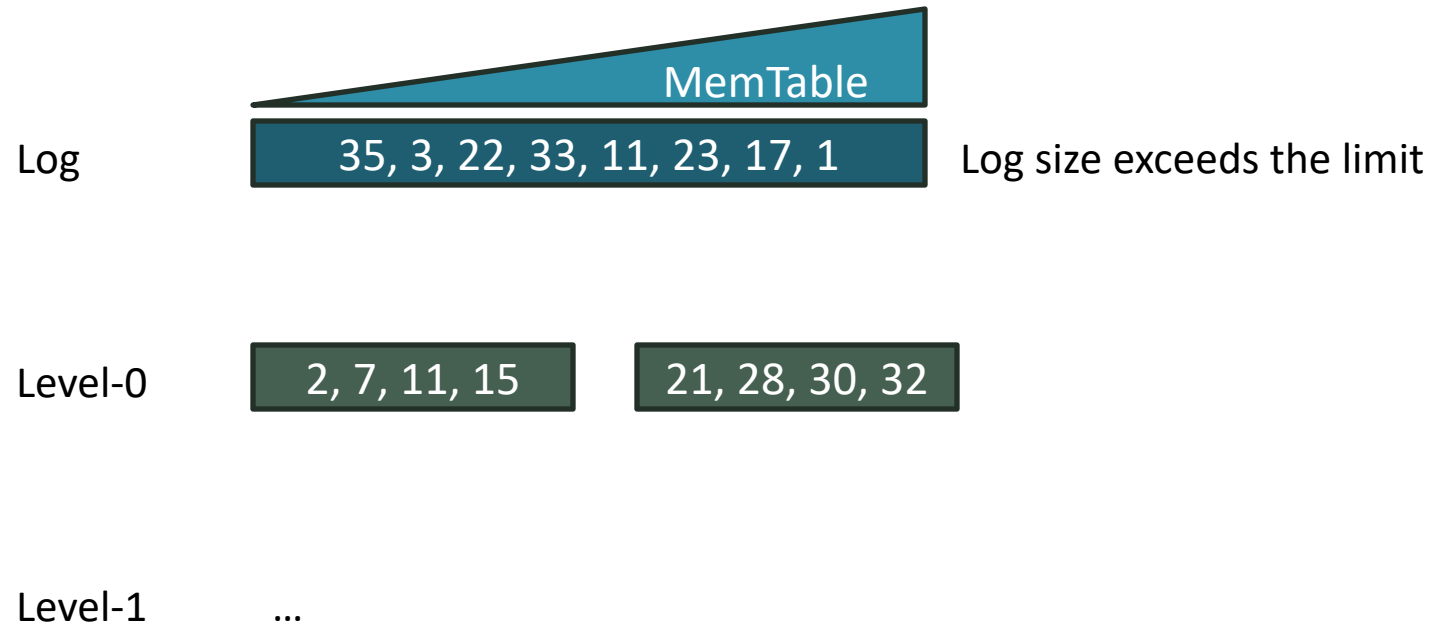 MemTable
Log 35, 3, 22, 33, 11, 23, 17, 1 Log size exceeds the limit
Level-0 2, 7, 11, 15 21, 28, 30, 32
Level-1 ...